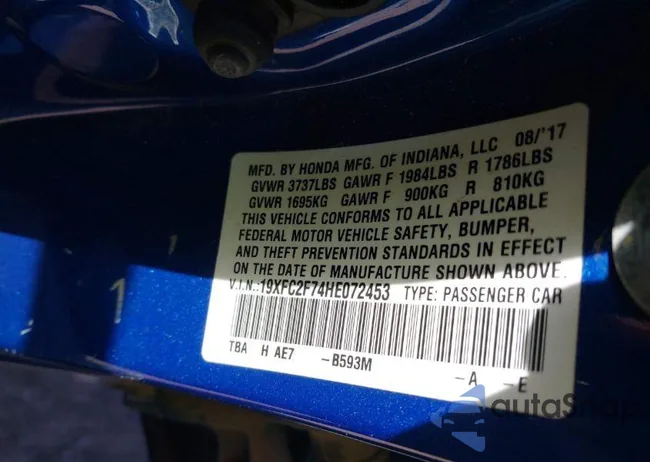 MFD. BY HONDA MFG. OF INDIANA, LLC 08/'17
GVWR 3737LBS GAWR F 1984LBS R 1786LBS
GVWR 1695KG GAWR F 900KG R 810KG
THIS VEHICLE CONFORMS TO ALL APPLICABLE
FEDERAL MOTOR VEHICLE SAFETY, BUMPER,
AND THEFT PREVENTION STANDARDS IN EFFECT
ON THE DATE OF MANUFACTURE SHOWN ABOVE.
V.I.N.:19XFC2F74HE072453 TYPE: PASSENGER CAR
TBA H AE7 -B593M -A -E
1